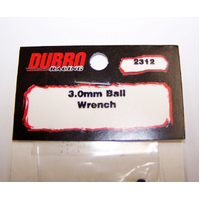 DUBRO
RACING
2312
3.0mm Ball
Wrench